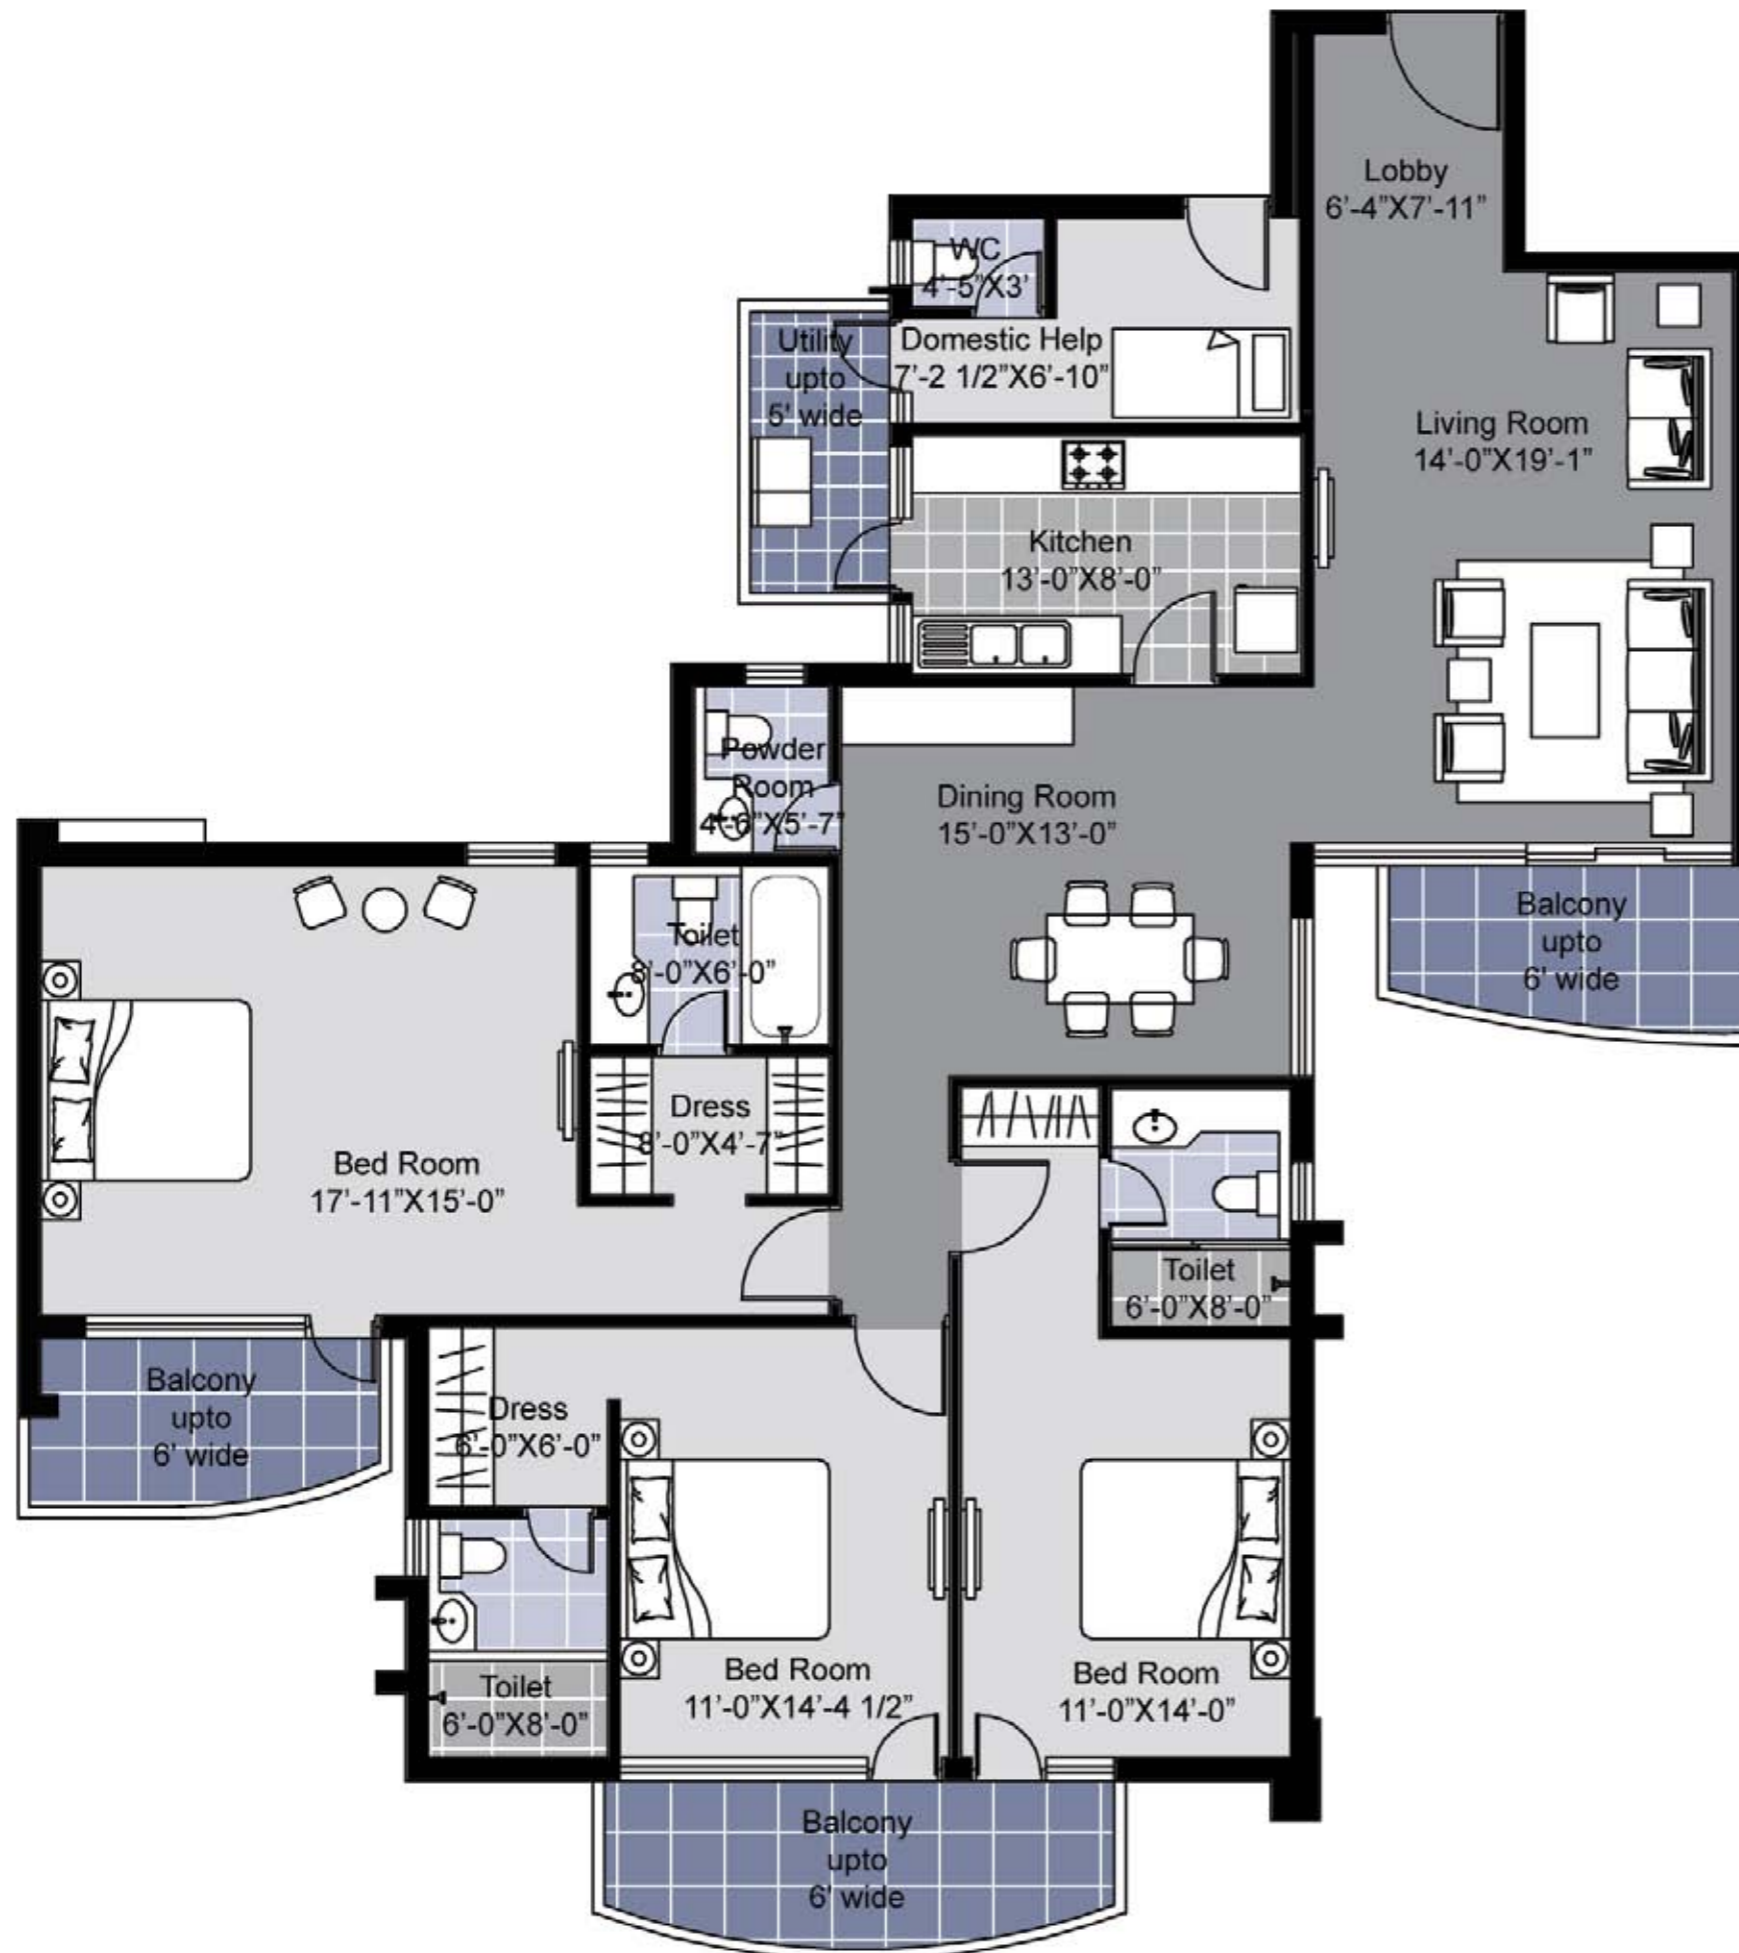 Lobby
6'-4"X7'-11"
WC
4'-5"X3'
Utility
upto
5' wide
Domestic Help
7'-2 1/2"X6'-10"
Living Room
14'-0"X19'-1"
Kitchen
13'-0"X8'-0"
Powder
Room
4'-6"X5'-7"
Dining Room
15'-0"X13'-0"
Balcony
upto
6' wide
Toilet
8'-0"X6'-0"
Dress
8'-0"X4'-7"
Bed Room
17'-11"X15'-0"
Toilet
6'-0"X8'-0"
Balcony
upto
6' wide
Dress
6'-0"X6'-0"
Toilet
6'-0"X8'-0"
Bed Room
11'-0"X14'-4 1/2"
Bed Room
11'-0"X14'-0"
Balcony
upto
6' wide